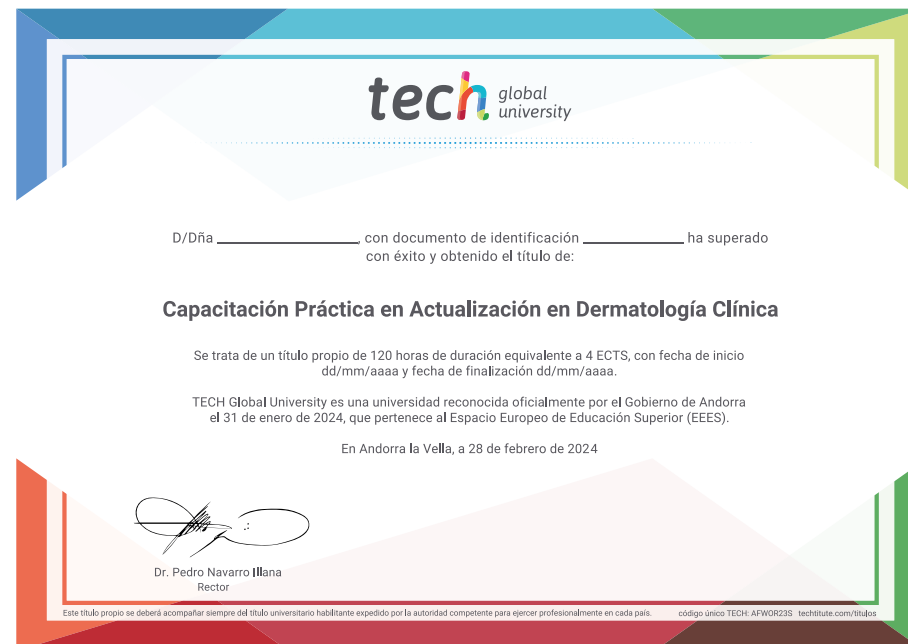 tech global university
D/Dña ____________________, con documento de identificación ______________ ha superado
con éxito y obtenido el título de:
Capacitación Práctica en Actualización en Dermatología Clínica
Se trata de un título propio de 120 horas de duración equivalente a 4 ECTS, con fecha de inicio
dd/mm/aaaa y fecha de finalización dd/mm/aaaa.
TECH Global University es una universidad reconocida oficialmente por el Gobierno de Andorra
el 31 de enero de 2024, que pertenece al Espacio Europeo de Educación Superior (EEES).
En Andorra la Vella, a 28 de febrero de 2024
Dr. Pedro Navarro Illana
Rector
Este título propio se deberá acompañar siempre del título universitario habilitante expedido por la autoridad competente para ejercer profesionalmente en cada país. código único TECH: AFWOR23S techtitute.com/titulos